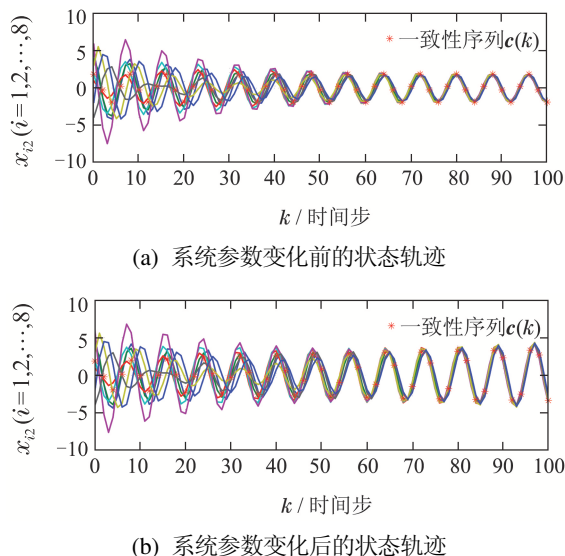 10
5
0
−5
−10
x_{i2} (i=1,2,⋯,8)
* 一致性序列c(k)
0 10 20 30 40 50 60 70 80 90 100
k / 时间步
(a) 系统参数变化前的状态轨迹
10
5
0
−5
−10
x_{i2} (i=1,2,⋯,8)
* 一致性序列c(k)
0 10 20 30 40 50 60 70 80 90 100
k / 时间步
(b) 系统参数变化后的状态轨迹